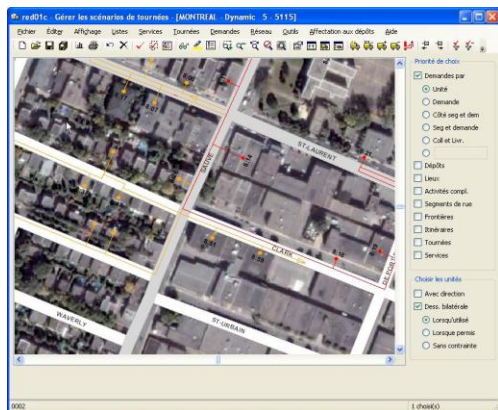 red01c - Gérer les scénarios de tournées - [MONTREAL - Dynamic 5 - 5115]
Fichier Editer Affichage Listes Services Tournées Demandes Réseau Outils Affectation aux dépôts Aide
Priorité de choix
Demandes par
Unité
Demande
Côté seg et dem
Seg et demande
Coll et Livr.
Dépôts
Lieux
Activités compl.
Segments de rue
Frontières
Itinéraires
Tournées
Services
Choisir les unités
Avec direction
Dess. bilatérale
Lorsqu'utilisé
Lorsque permis
Sans contrainte
ST-LAURENT
SAUVE
CLARK
ST-URBAIN
WAVERLY
0002
1 choisi(s)